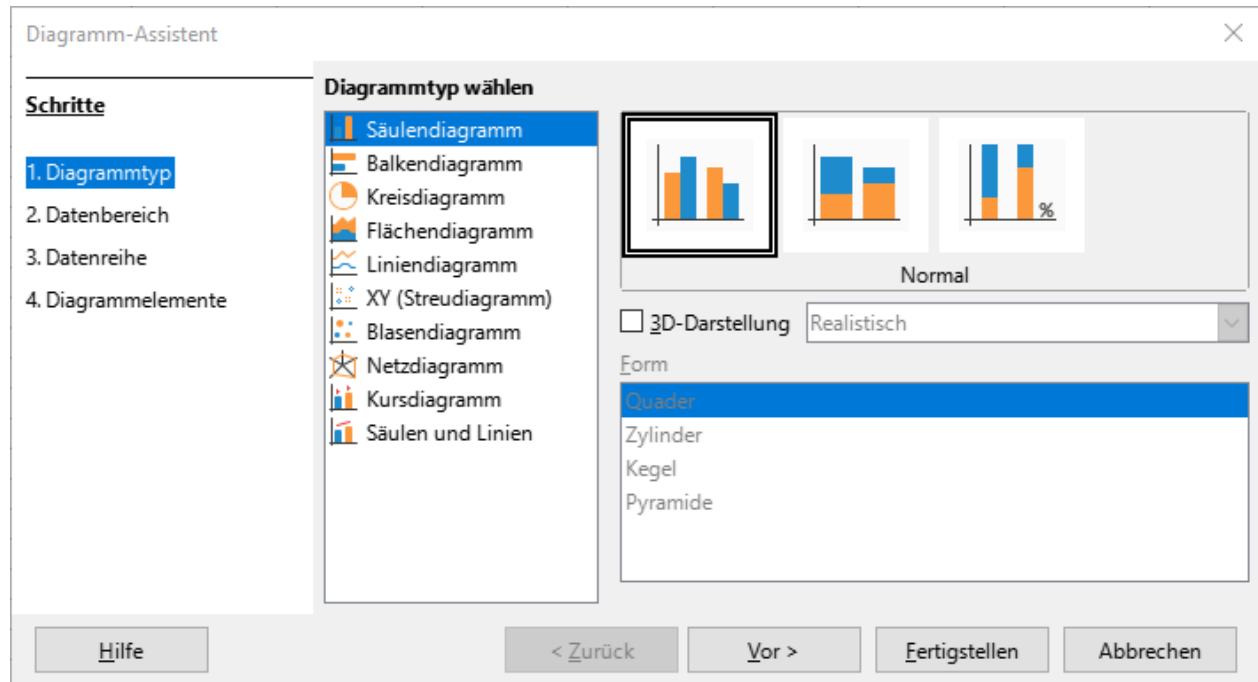 Diagramm-Assistent
Schritte
1. Diagrammtyp
2. Datenbereich
3. Datenreihe
4. Diagrammelemente
Diagrammtyp wählen
Säulendiagramm
Balkendiagramm
Kreisdiagramm
Flächendiagramm
Liniendiagramm
XY (Streudiagramm)
Blasendiagramm
Netzdiagramm
Kursdiagramm
Säulen und Linien
%
Normal
3D-Darstellung Realistisch
Form
Quader
Zylinder
Kegel
Pyramide
Hilfe < Zurück Vor > Fertigstellen Abbrechen